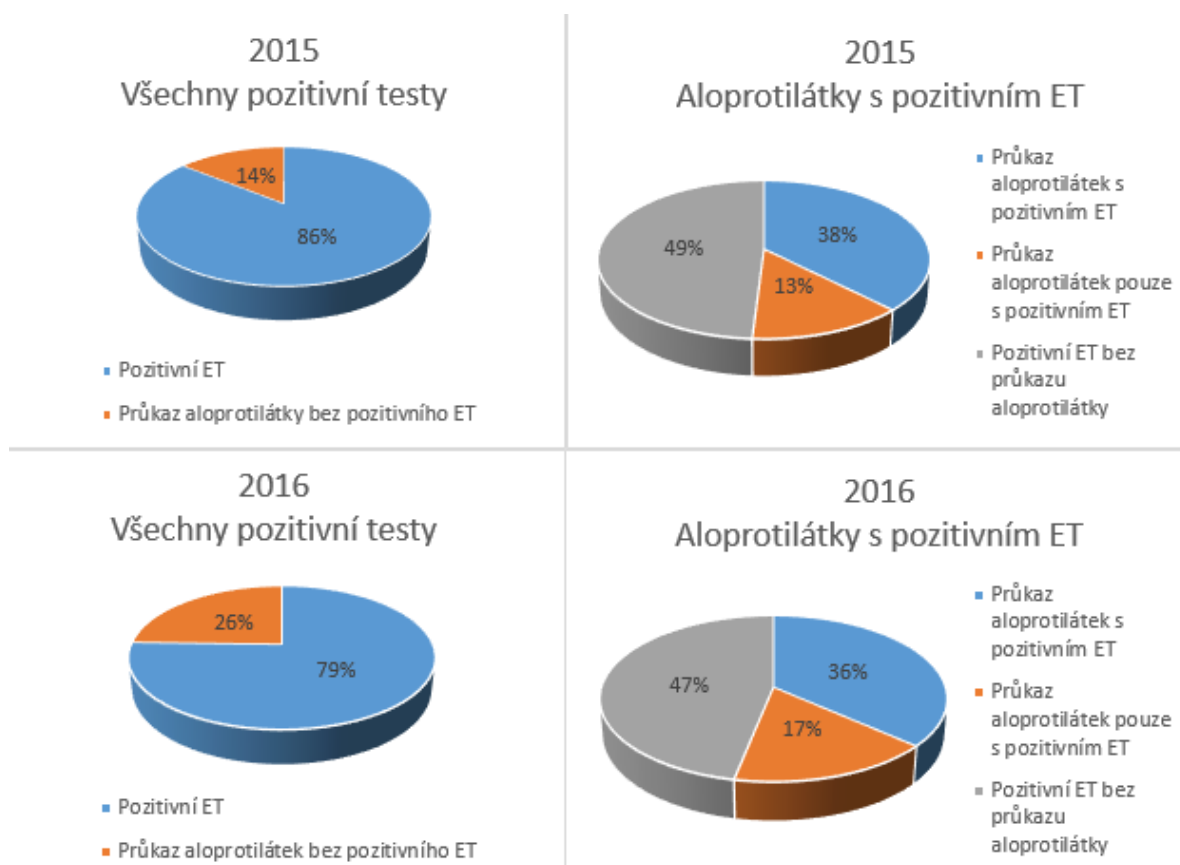 2015
Všechny pozitivní testy
14%
86%
Pozitivní ET
Průkaz aloprotilátky bez pozitivního ET
2015
Aloprotilátky s pozitivním ET
49%
38%
13%
Průkaz
aloprotilátek s
pozitivním ET
Průkaz
aloprotilátek pouze
s pozitivním ET
Pozitivní ET bez
průkazu
aloprotilátky
2016
Všechny pozitivní testy
26%
79%
Pozitivní ET
Průkaz aloprotilátek bez pozitivního ET
2016
Aloprotilátky s pozitivním ET
47%
36%
17%
Průkaz
aloprotilátek s
pozitivním ET
Průkaz
aloprotilátek pouze
s pozitivním ET
Pozitivní ET bez
průkazu
aloprotilátky